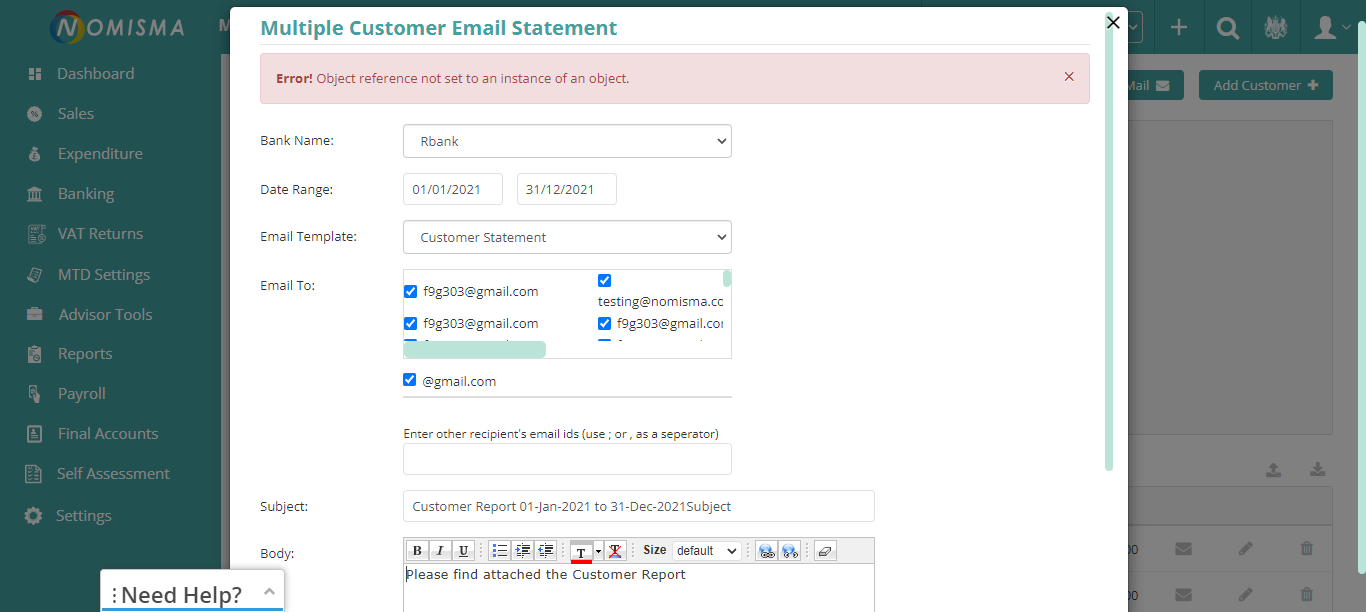 NOMISMA
M
Multiple Customer Email Statement
×
Error! Object reference not set to an instance of an object.
×
Mail
Add Customer
Dashboard
Sales
Expenditure
Banking
VAT Returns
MTD Settings
Advisor Tools
Reports
Payroll
Final Accounts
Self Assessment
Settings
Bank Name:
Rbank
Date Range:
01/01/2021
31/12/2021
Email Template:
Customer Statement
Email To:
f9g303@gmail.com
testing@nomisma.co
f9g303@gmail.com
f9g303@gmail.co
@gmail.com
Enter other recipient's email ids (use ; or , as a seperator)
Subject:
Customer Report 01-Jan-2021 to 31-Dec-2021Subject
Body:
B I U T Size default
Please find attached the Customer Report
00
00
Need Help?